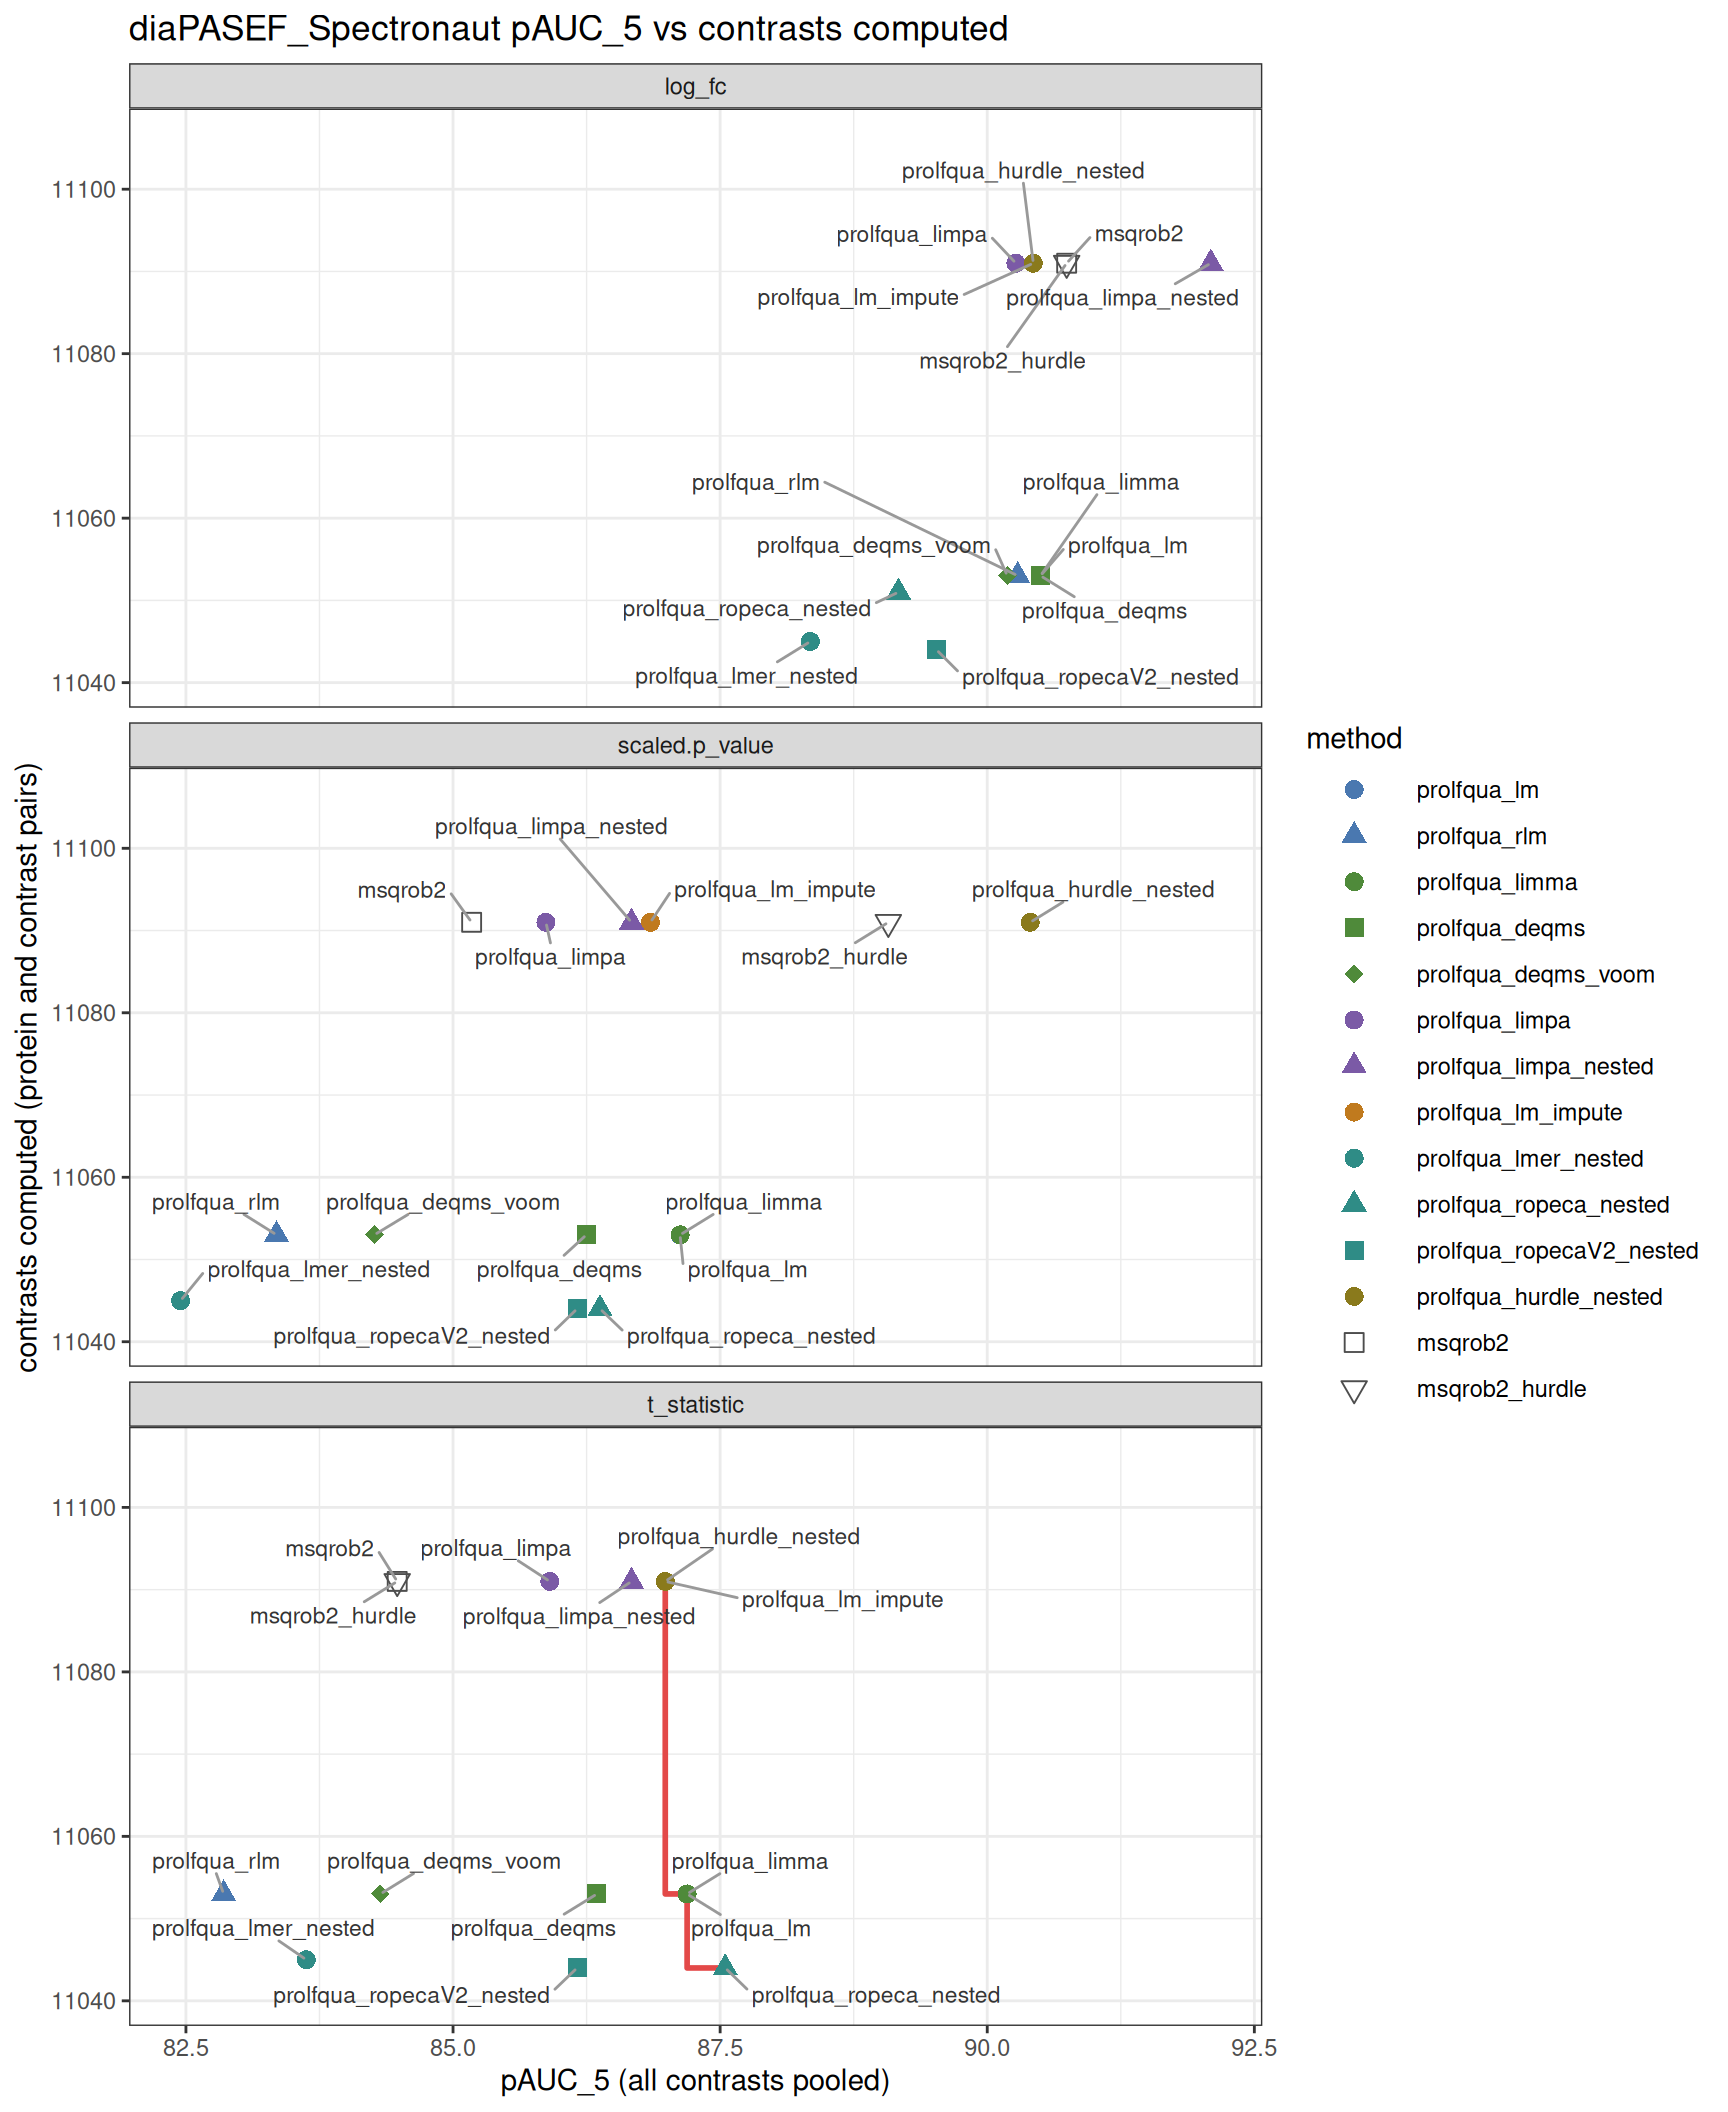 diaPASEF_Spectronaut pAUC_5 vs contrasts computed
log_fc
11100
11080
11060
11040
prolfqua_hurdle_nested
prolfqua_limpa
msqrob2
prolfqua_lm_impute
prolfqua_limpa_nested
msqrob2_hurdle
prolfqua_rlm
prolfqua_limma
prolfqua_deqms_voom
prolfqua_lm
prolfqua_ropeca_nested
prolfqua_deqms
prolfqua_lmer_nested
prolfqua_ropecaV2_nested
scaled.p_value
11100
11080
11060
11040
prolfqua_limpa_nested
msqrob2
prolfqua_lm_impute
prolfqua_hurdle_nested
prolfqua_limpa
msqrob2_hurdle
prolfqua_rlm
prolfqua_deqms_voom
prolfqua_limma
prolfqua_lmer_nested
prolfqua_deqms
prolfqua_lm
prolfqua_ropecaV2_nested
prolfqua_ropeca_nested
t_statistic
11100
11080
11060
11040
prolfqua_hurdle_nested
msqrob2
prolfqua_limpa
prolfqua_lm_impute
msqrob2_hurdle
prolfqua_limpa_nested
prolfqua_rlm
prolfqua_deqms_voom
prolfqua_limma
prolfqua_lmer_nested
prolfqua_deqms
prolfqua_lm
prolfqua_ropecaV2_nested
prolfqua_ropeca_nested
82.5
85.0
87.5
90.0
92.5
pAUC_5 (all contrasts pooled)
contrasts computed (protein and contrast pairs)
method
prolfqua_lm
prolfqua_rlm
prolfqua_limma
prolfqua_deqms
prolfqua_deqms_voom
prolfqua_limpa
prolfqua_limpa_nested
prolfqua_lm_impute
prolfqua_lmer_nested
prolfqua_ropeca_nested
prolfqua_ropecaV2_nested
prolfqua_hurdle_nested
msqrob2
msqrob2_hurdle